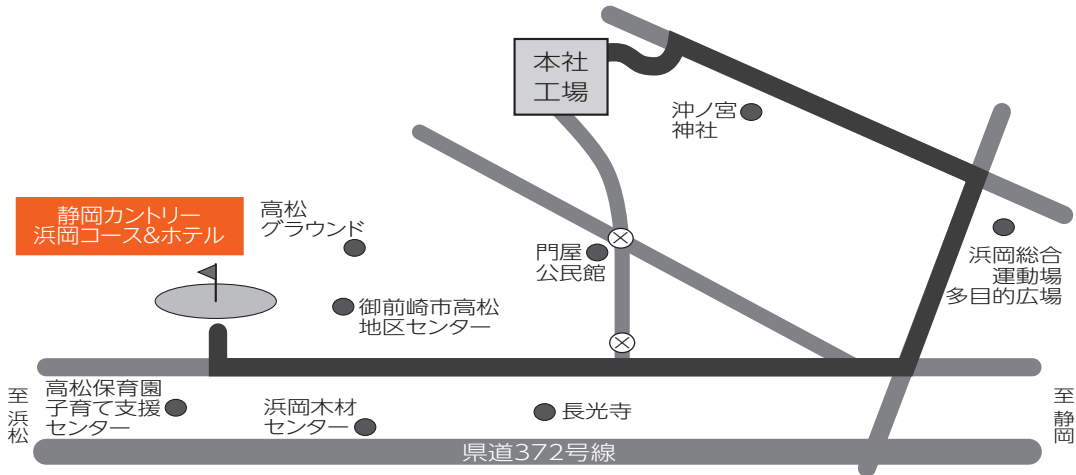 本社
工場
沖ノ宮
神社
静岡カントリー
浜岡コース&ホテル
高松
グラウンド
門屋
公民館
浜岡総合
運動場
多目的広場
御前崎市高松
地区センター
至 浜松
高松保育園
子育て支援
センター
浜岡木材
センター
長光寺
至 静岡
県道372号線